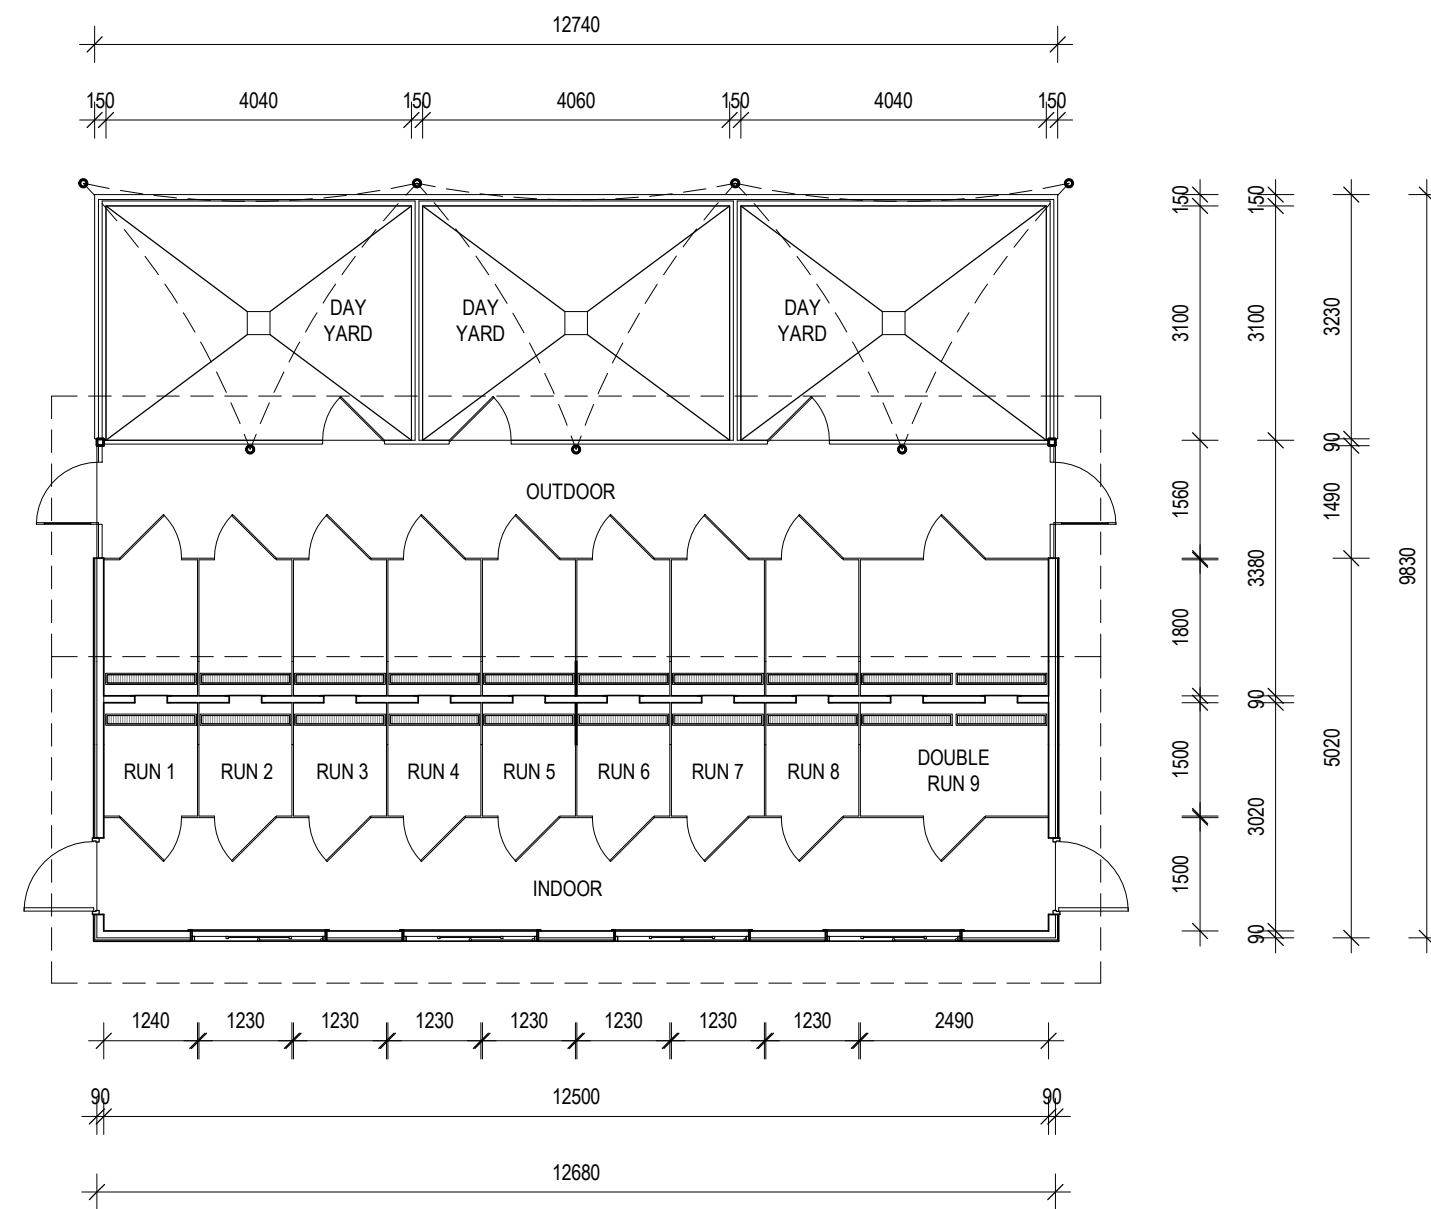 12740
150 4040 150 4060 150 4040 150
DAY
YARD
DAY
YARD
DAY
YARD
OUTDOOR
RUN 1 RUN 2 RUN 3 RUN 4 RUN 5 RUN 6 RUN 7 RUN 8
DOUBLE
RUN 9
INDOOR
150
3100
1560
1800
1500
1500
150
3100
3380
90
3020
90
3230
90
1490
5020
9830
1240 1230 1230 1230 1230 1230 1230 1230 2490
90 12500 90
12680